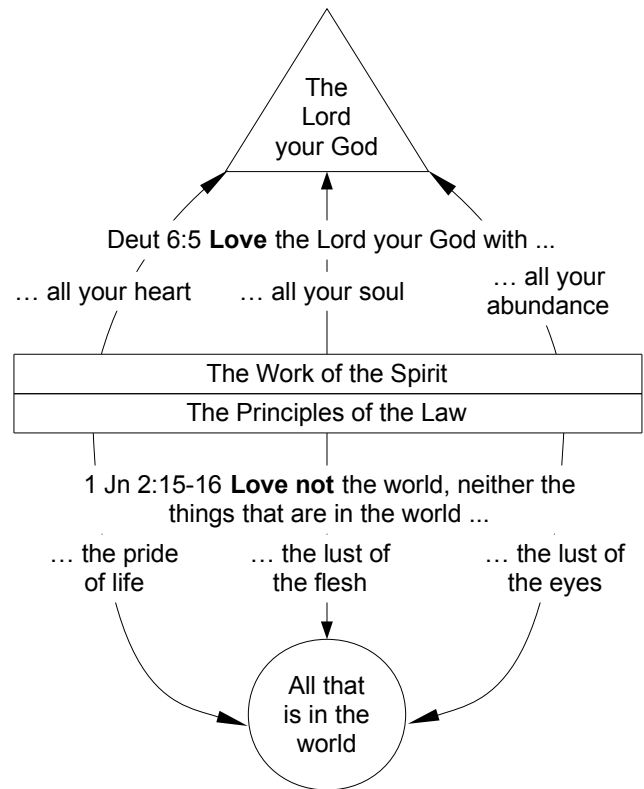 The
Lord
your God
Deut 6:5 Love the Lord your God with ...
… all your heart
… all your soul
… all your
abundance
The Work of the Spirit
The Principles of the Law
1 Jn 2:15-16 Love not the world, neither the
things that are in the world ...
… the pride
of life
… the lust of
the flesh
… the lust of
the eyes
All that
is in the
world